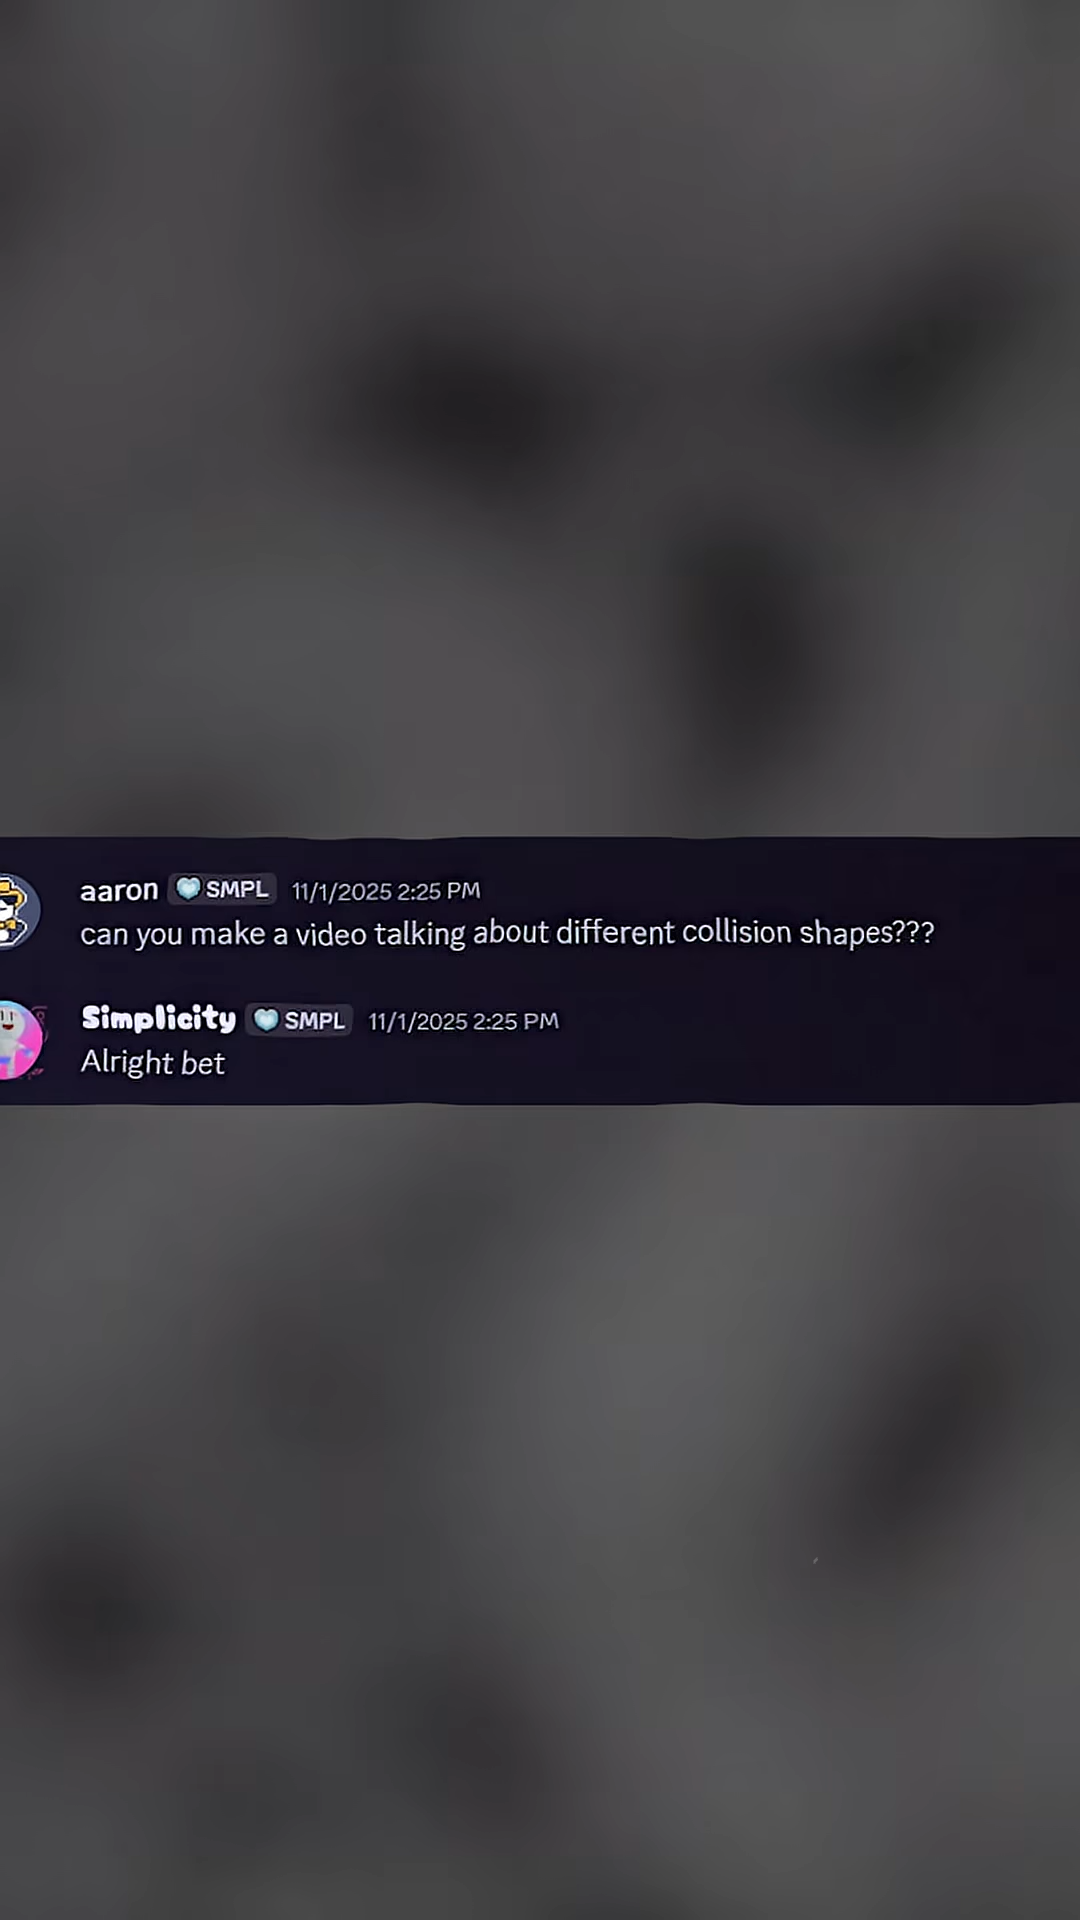 aaron SMPL 11/1/2025 2:25 PM
can you make a video talking about different collision shapes???
Simplicity SMPL 11/1/2025 2:25 PM
Alright bet